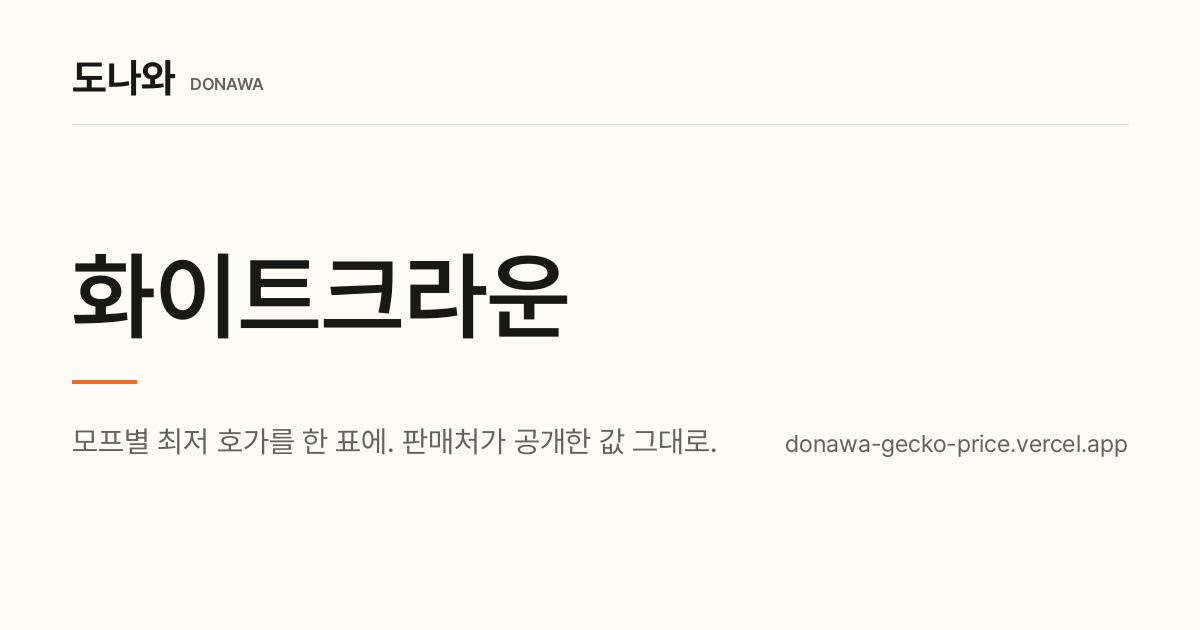 도나와 DONAWA
화이트크라운
모프별 최저 호가를 한 표에. 판매처가 공개한 값 그대로. donawa-gecko-price.vercel.app